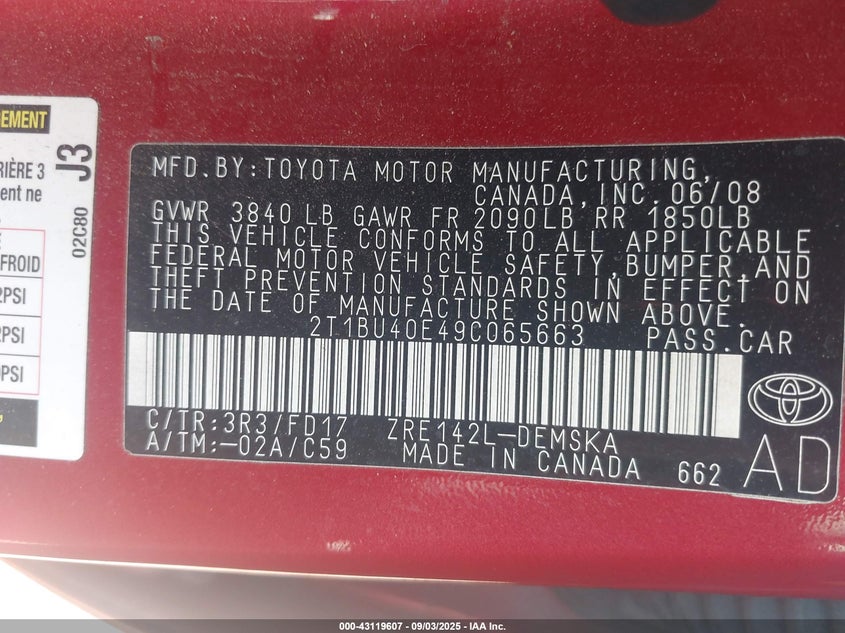 EMENT
RIÈRE 3
ent ne
FROID
PSI
PSI
PSI
J3
02C80
MFD.BY:TOYOTA MOTOR MANUFACTURING,
CANADA,INC.06/08
GVWR 3840 LB GAWR FR 2090LB RR 1850LB
THIS VEHICLE CONFORMS TO ALL APPLICABLE
FEDERAL MOTOR VEHICLE SAFETY,BUMPER,AND
THEFT PREVENTION STANDARDS IN EFFECT ON
THE DATE OF MANUFACTURE SHOWN ABOVE.
2T1BU40E49C065663 PASS.CAR
C/TR:3R3/FD17 ZRE142L-DEMSKA
A/TM:-02A/C59 MADE IN CANADA 662
AD
000-43119607 - 09/03/2025 - IAA Inc.